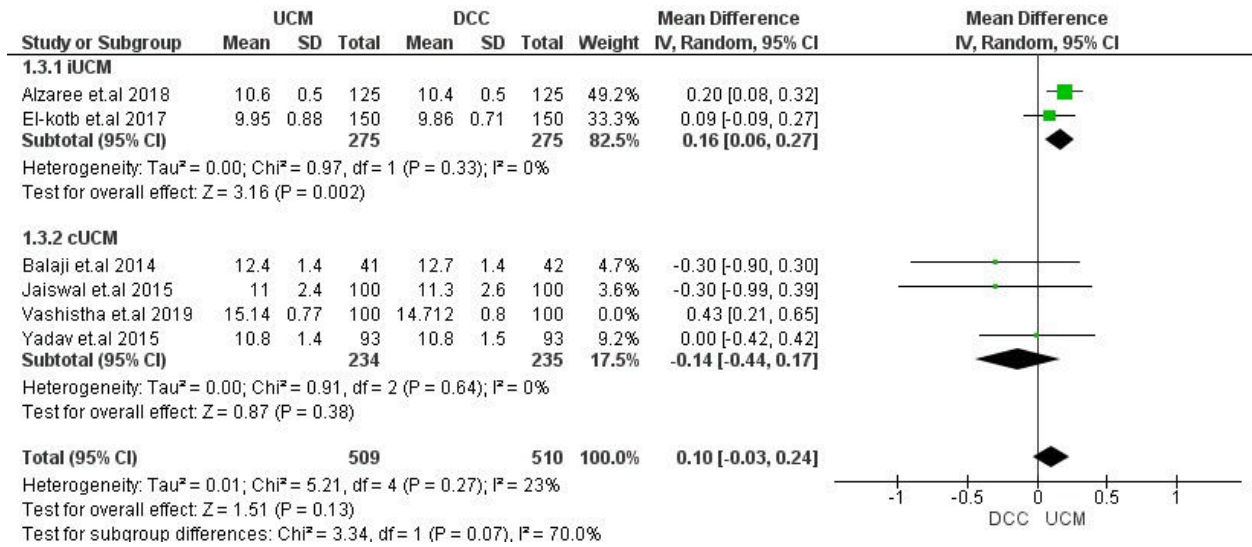 UCM DCC Mean Difference Mean Difference
Study or Subgroup Mean SD Total Mean SD Total Weight IV, Random, 95% CI IV, Random, 95% CI
1.3.1 iUCM
Alzaree et.al 2018 10.6 0.5 125 10.4 0.5 125 49.2% 0.20 [0.08, 0.32]
El-kotb et.al 2017 9.95 0.88 150 9.86 0.71 150 33.3% 0.09 [-0.09, 0.27]
Subtotal (95% CI) 275 275 82.5% 0.16 [0.06, 0.27]
Heterogeneity: Tau² = 0.00; Chi² = 0.97, df = 1 (P = 0.33); I² = 0%
Test for overall effect: Z = 3.16 (P = 0.002)
1.3.2 cUCM
Balaji et.al 2014 12.4 1.4 41 12.7 1.4 42 4.7% -0.30 [-0.90, 0.30]
Jaiswal et.al 2015 11 2.4 100 11.3 2.6 100 3.6% -0.30 [-0.99, 0.39]
Vashistha et.al 2019 15.14 0.77 100 14.712 0.8 100 0.0% 0.43 [0.21, 0.65]
Yadav et.al 2015 10.8 1.4 93 10.8 1.5 93 9.2% 0.00 [-0.42, 0.42]
Subtotal (95% CI) 234 235 17.5% -0.14 [-0.44, 0.17]
Heterogeneity: Tau² = 0.00; Chi² = 0.91, df = 2 (P = 0.64); I² = 0%
Test for overall effect: Z = 0.87 (P = 0.38)
Total (95% CI) 509 510 100.0% 0.10 [-0.03, 0.24]
Heterogeneity: Tau² = 0.01; Chi² = 5.21, df = 4 (P = 0.27); I² = 23%
Test for overall effect: Z = 1.51 (P = 0.13)
Test for subgroup differences: Chi² = 3.34, df = 1 (P = 0.07), I² = 70.0%
-1 -0.5 0 0.5 1
DCC UCM